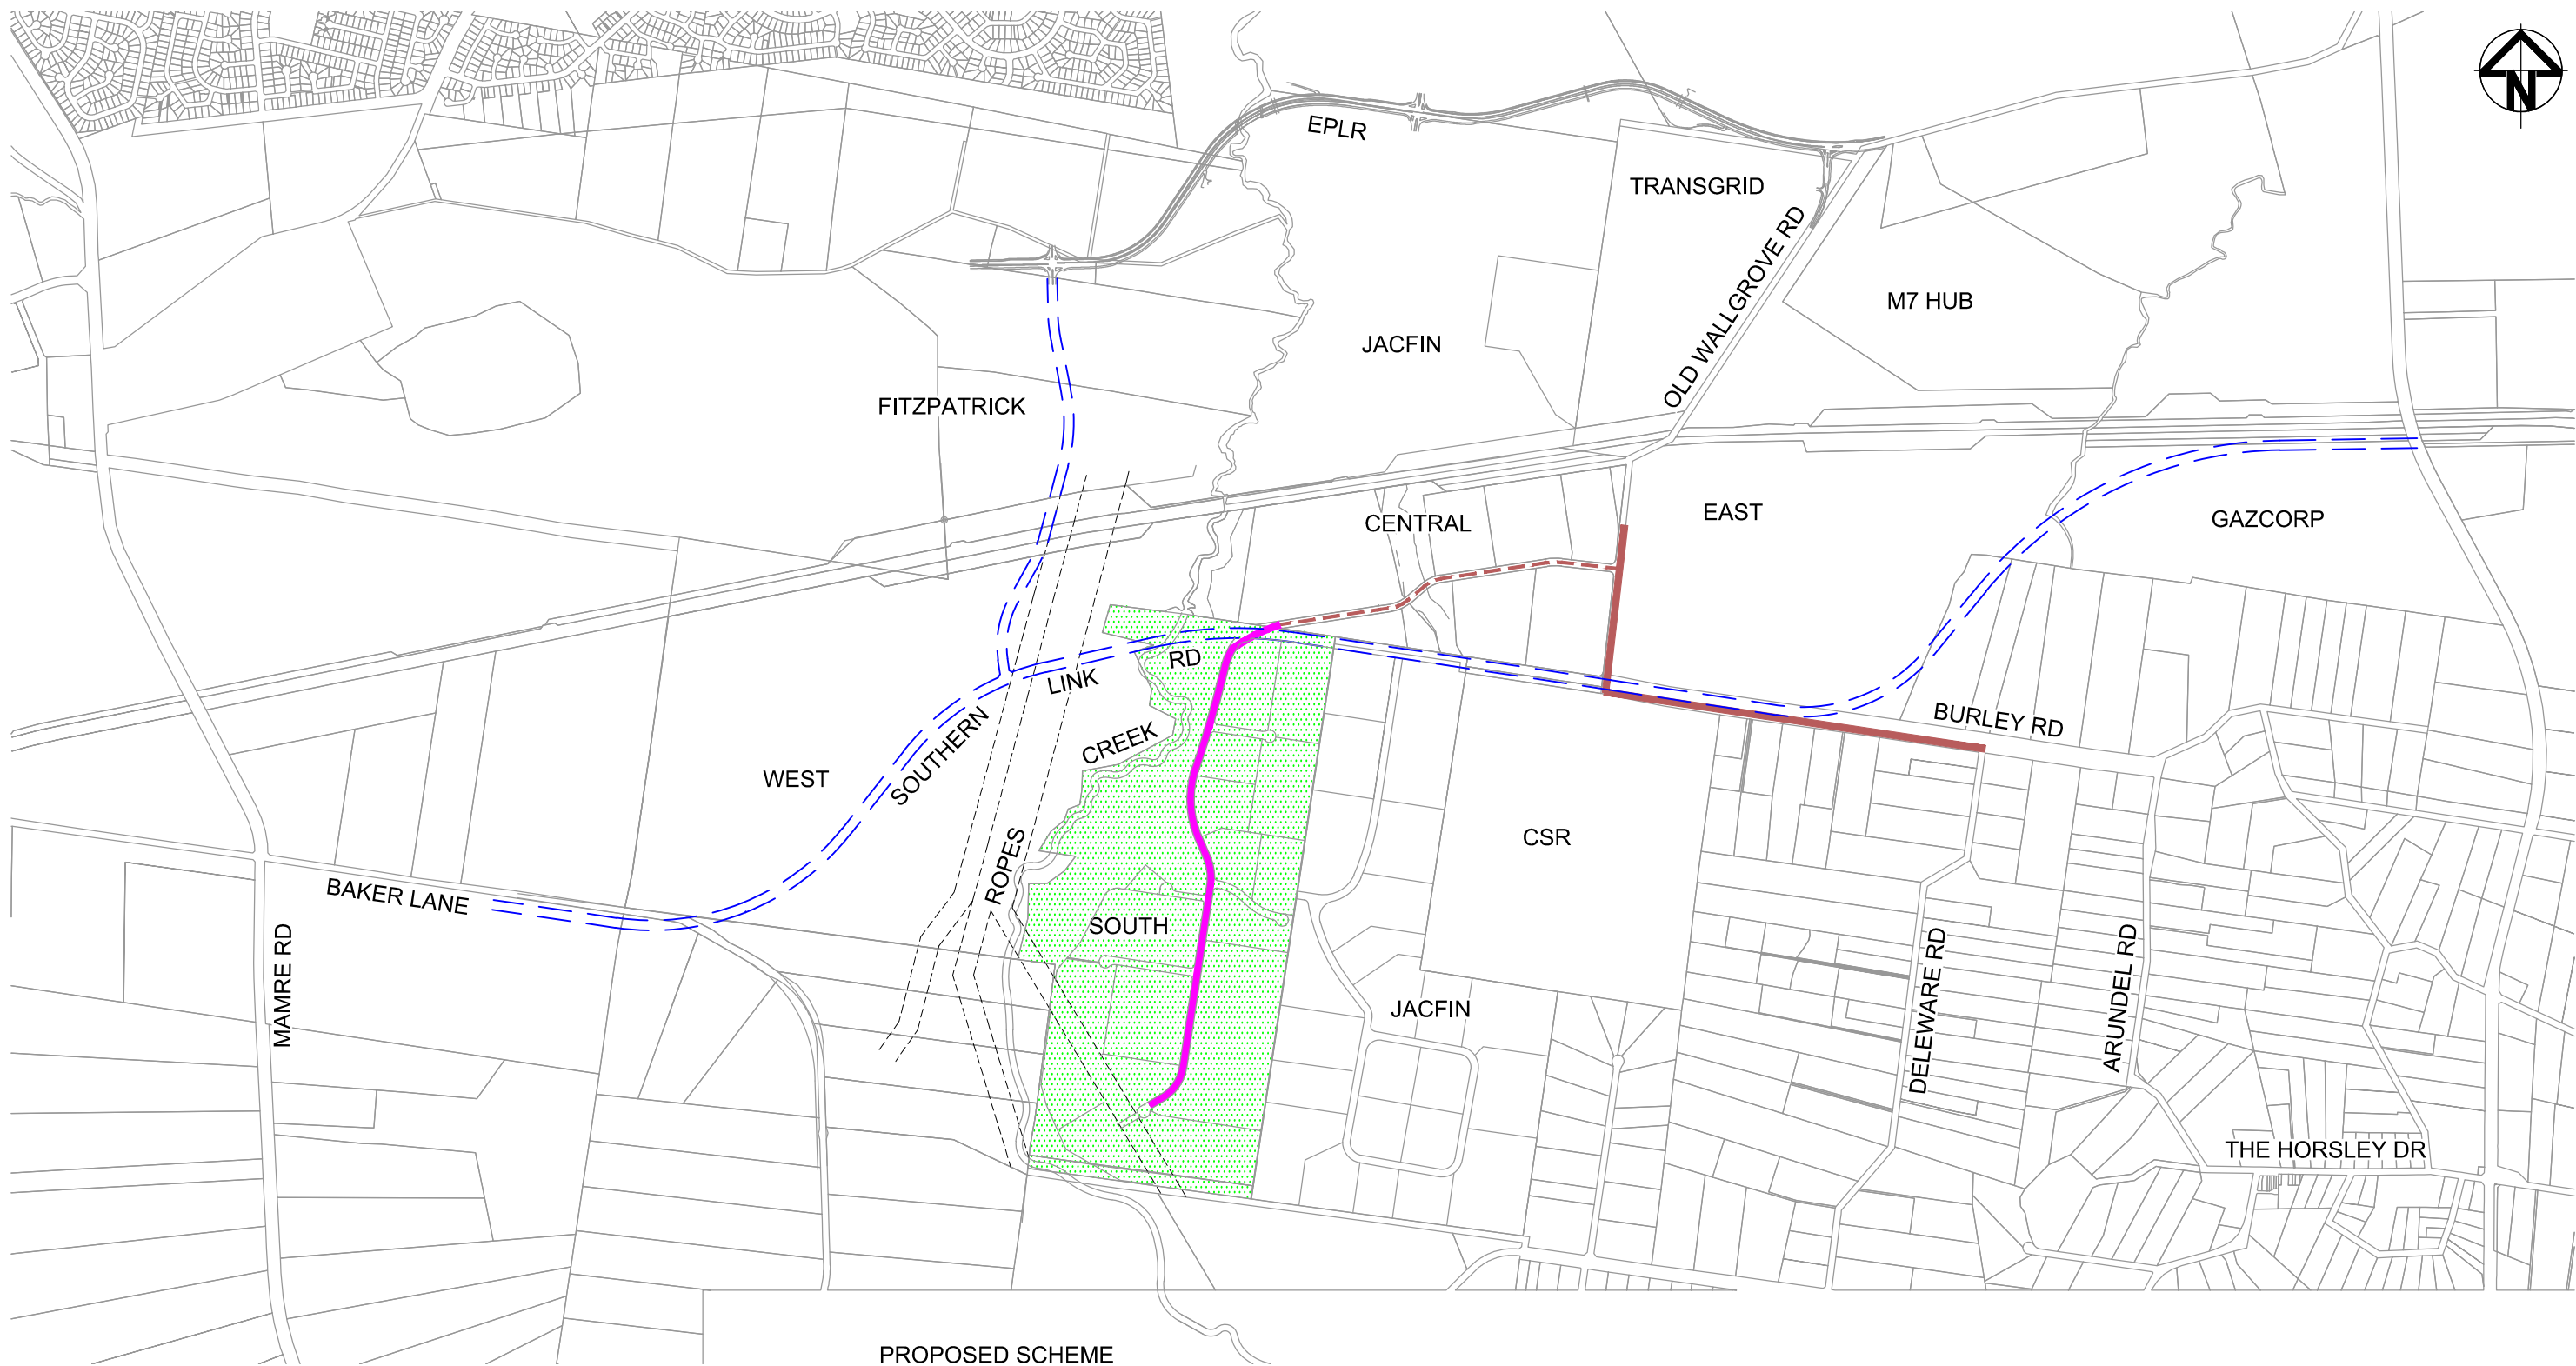 N
EPLR
TRANSGRID
OLD WALLGROVE RD
M7 HUB
JACFIN
FITZPATRICK
CENTRAL
EAST
GAZCORP
SOUTHERN LINK RD
BURLEY RD
ROPES CREEK
WEST
CSR
BAKER LANE
SOUTH
MAMRE RD
DELEWARE RD
ARUNDEL RD
JACFIN
THE HORSLEY DR
PROPOSED SCHEME